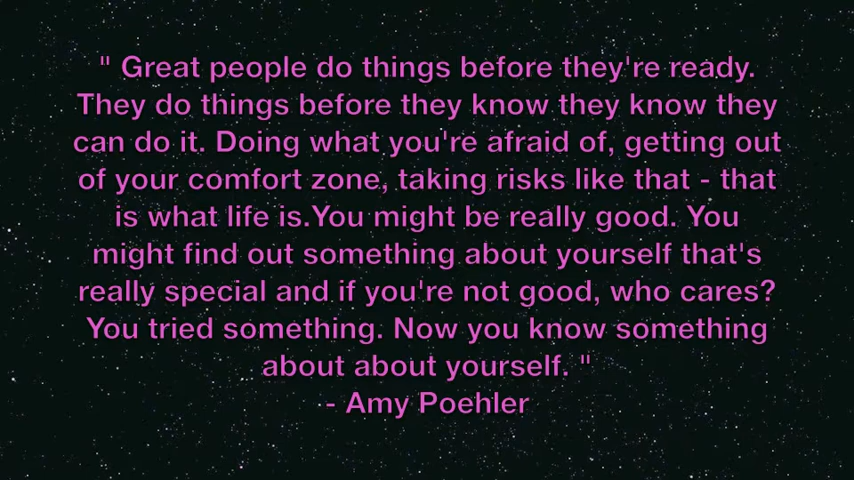 " Great people do things before they're ready.
They do things before they know they know they
can do it. Doing what you're afraid of, getting out
of your comfort zone, taking risks like that - that
is what life is.You might be really good. You
might find out something about yourself that's
really special and if you're not good, who cares?
You tried something. Now you know something
about about yourself. "
- Amy Poehler